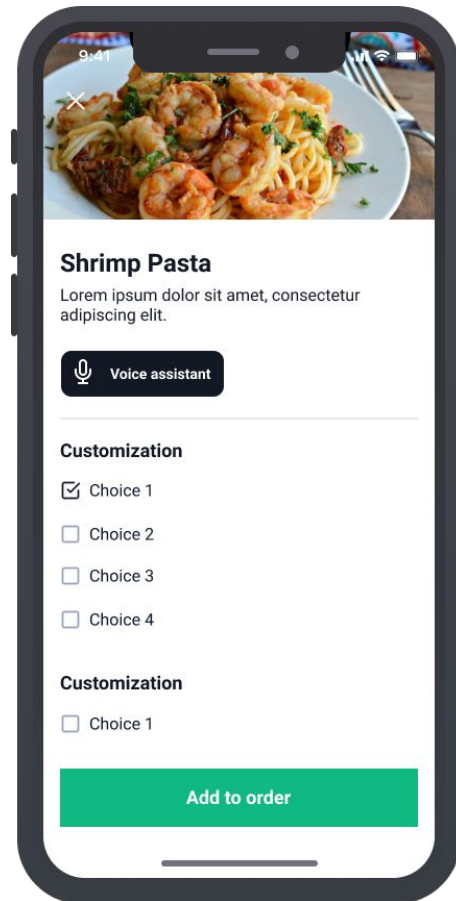 9:41
Shrimp Pasta
Lorem ipsum dolor sit amet, consectetur
adipiscing elit.
Voice assistant
Customization
Choice 1
Choice 2
Choice 3
Choice 4
Customization
Choice 1
Add to order